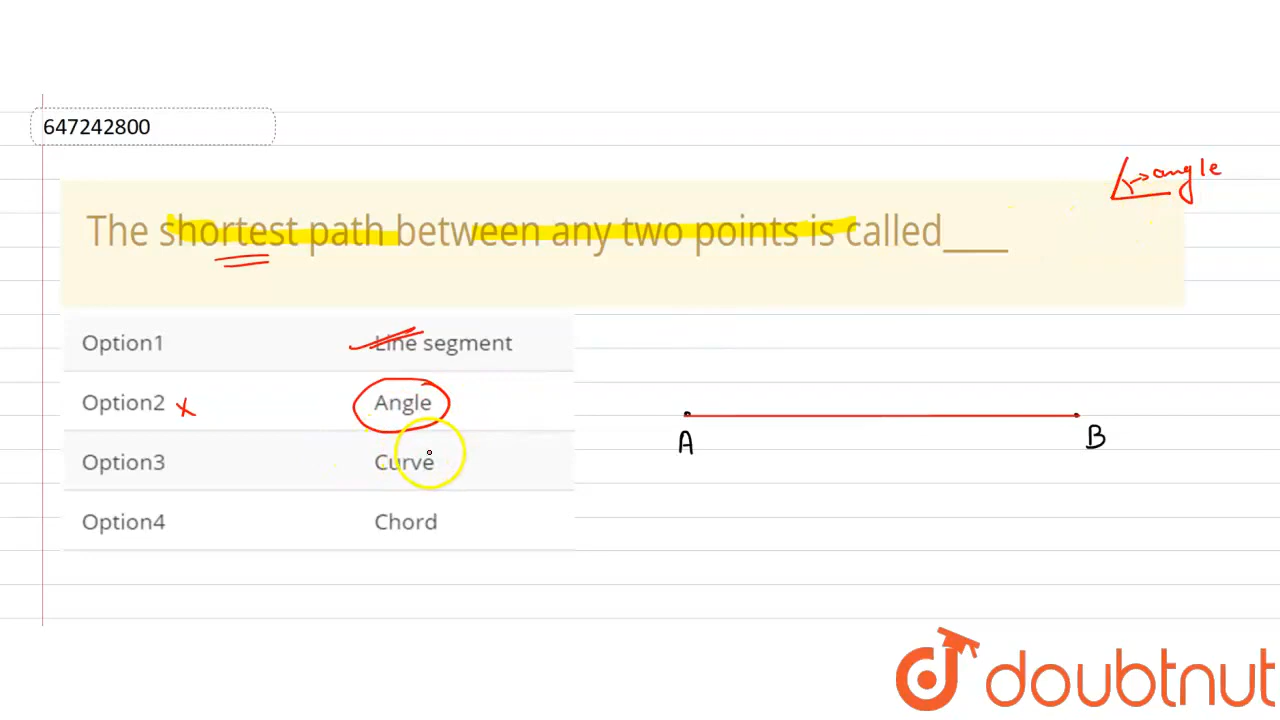 647242800
angle
The shortest path between any two points is called____
Option1 Line segment
Option2 x Angle
Option3 Curve
Option4 Chord
A B
doubtnut